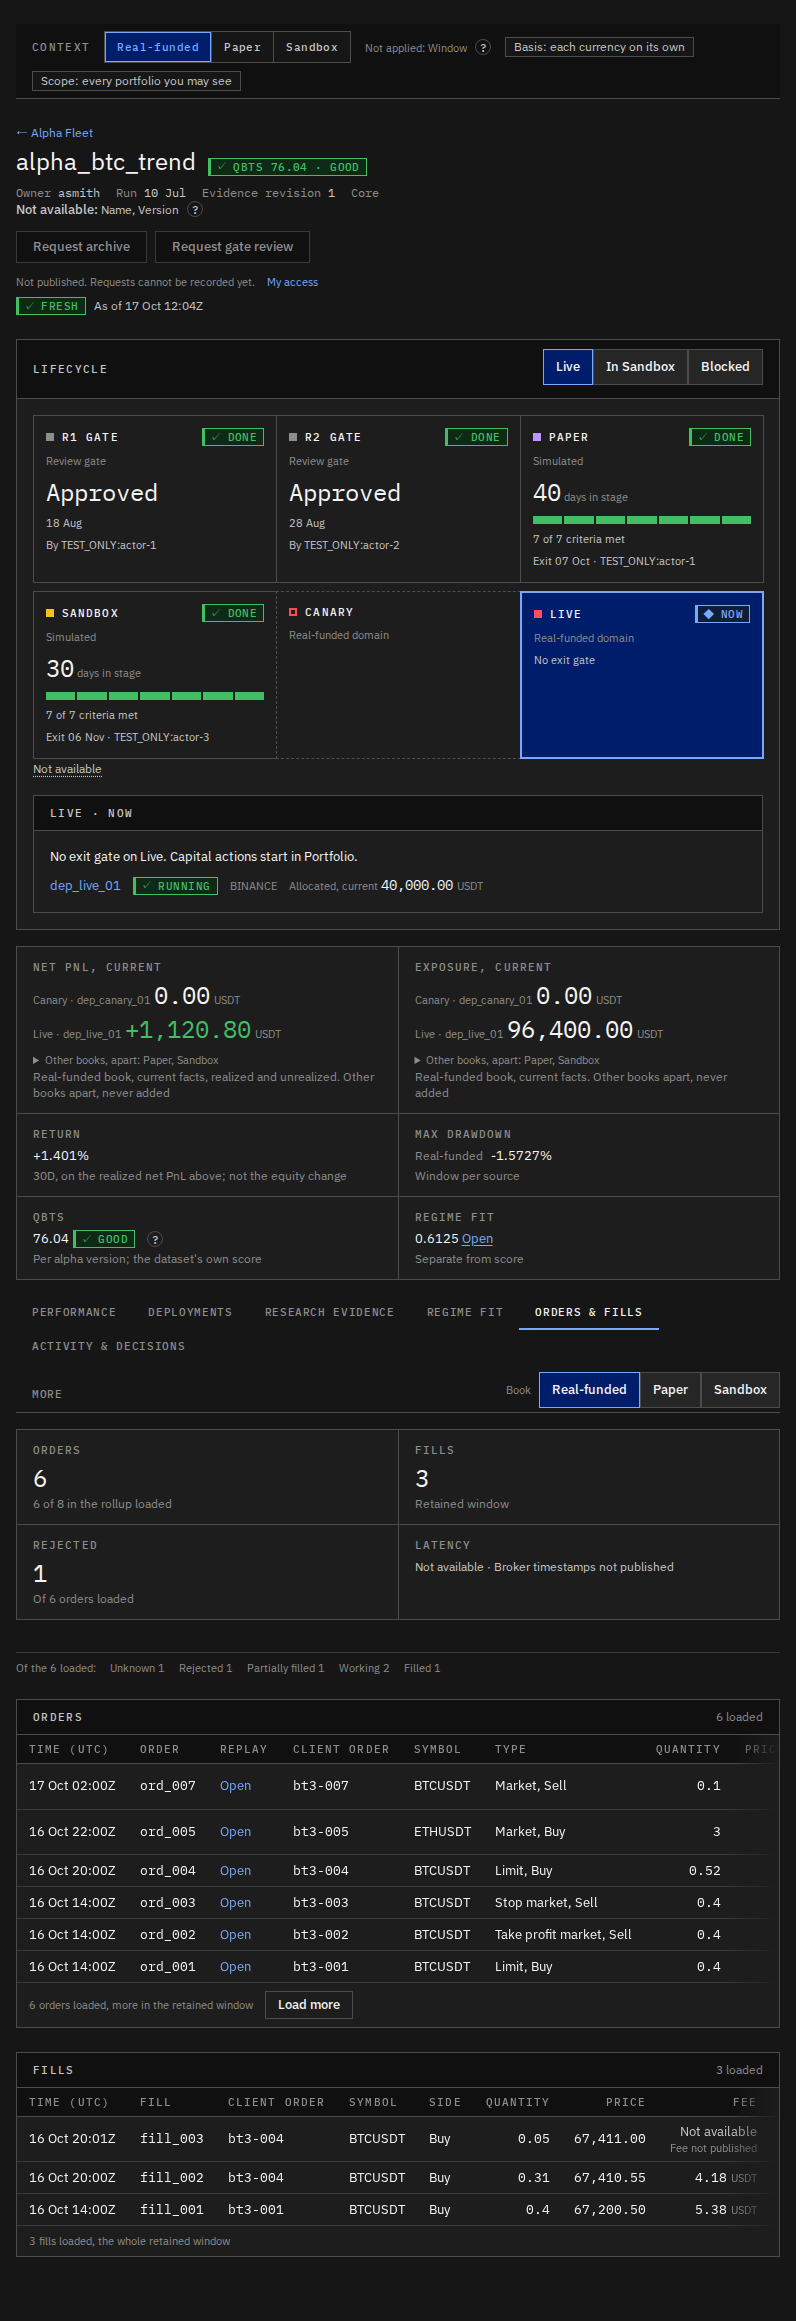 CONTEXT Real-funded Paper Sandbox Not applied: Window ? Basis: each currency on its own
Scope: every portfolio you may see
← Alpha Fleet
alpha_btc_trend ✓ QBTS 76.04 · GOOD
Owner asmith Run 10 Jul Evidence revision 1 Core
Not available: Name, Version ?
Request archive Request gate review
Not published. Requests cannot be recorded yet. My access
✓ FRESH As of 17 Oct 12:04Z
LIFECYCLE Live In Sandbox Blocked
R1 GATE ✓ DONE R2 GATE ✓ DONE PAPER ✓ DONE
Review gate Review gate Simulated
Approved Approved 40 days in stage
18 Aug 28 Aug 7 of 7 criteria met
By TEST_ONLY:actor-1 By TEST_ONLY:actor-2 Exit 07 Oct · TEST_ONLY:actor-1
SANDBOX ✓ DONE CANARY LIVE ◆ NOW
Simulated Real-funded domain Real-funded domain
30 days in stage No exit gate
7 of 7 criteria met
Exit 06 Nov · TEST_ONLY:actor-3
Not available
LIVE · NOW
No exit gate on Live. Capital actions start in Portfolio.
dep_live_01 ✓ RUNNING BINANCE Allocated, current 40,000.00 USDT
NET PNL, CURRENT EXPOSURE, CURRENT
Canary · dep_canary_01 0.00 USDT Canary · dep_canary_01 0.00 USDT
Live · dep_live_01 +1,120.80 USDT Live · dep_live_01 96,400.00 USDT
▶ Other books, apart: Paper, Sandbox ▶ Other books, apart: Paper, Sandbox
Real-funded book, current facts, realized and unrealized. Other Real-funded book, current facts. Other books apart, never
books apart, never added added
RETURN MAX DRAWDOWN
+1.401% Real-funded -1.5727%
30D, on the realized net PnL above; not the equity change Window per source
QBTS REGIME FIT
76.04 ✓ GOOD ? 0.6125 Open
Per alpha version; the dataset's own score Separate from score
PERFORMANCE DEPLOYMENTS RESEARCH EVIDENCE REGIME FIT ORDERS & FILLS
ACTIVITY & DECISIONS
MORE Book Real-funded Paper Sandbox
ORDERS FILLS
6 3
6 of 8 in the rollup loaded Retained window
REJECTED LATENCY
1 Not available · Broker timestamps not published
Of 6 orders loaded
Of the 6 loaded: Unknown 1 Rejected 1 Partially filled 1 Working 2 Filled 1
ORDERS 6 loaded
TIME (UTC) ORDER REPLAY CLIENT ORDER SYMBOL TYPE QUANTITY PRIC
17 Oct 02:00Z ord_007 Open bt3-007 BTCUSDT Market, Sell 0.1
16 Oct 22:00Z ord_005 Open bt3-005 ETHUSDT Market, Buy 3
16 Oct 20:00Z ord_004 Open bt3-004 BTCUSDT Limit, Buy 0.52
16 Oct 14:00Z ord_003 Open bt3-003 BTCUSDT Stop market, Sell 0.4
16 Oct 14:00Z ord_002 Open bt3-002 BTCUSDT Take profit market, Sell 0.4
16 Oct 14:00Z ord_001 Open bt3-001 BTCUSDT Limit, Buy 0.4
6 orders loaded, more in the retained window Load more
FILLS 3 loaded
TIME (UTC) FILL CLIENT ORDER SYMBOL SIDE QUANTITY PRICE FEE
16 Oct 20:01Z fill_003 bt3-004 BTCUSDT Buy 0.05 67,411.00 Not available
Fee not published
16 Oct 20:00Z fill_002 bt3-004 BTCUSDT Buy 0.31 67,410.55 4.18 USDT
16 Oct 14:00Z fill_001 bt3-001 BTCUSDT Buy 0.4 67,200.50 5.38 USDT
3 fills loaded, the whole retained window